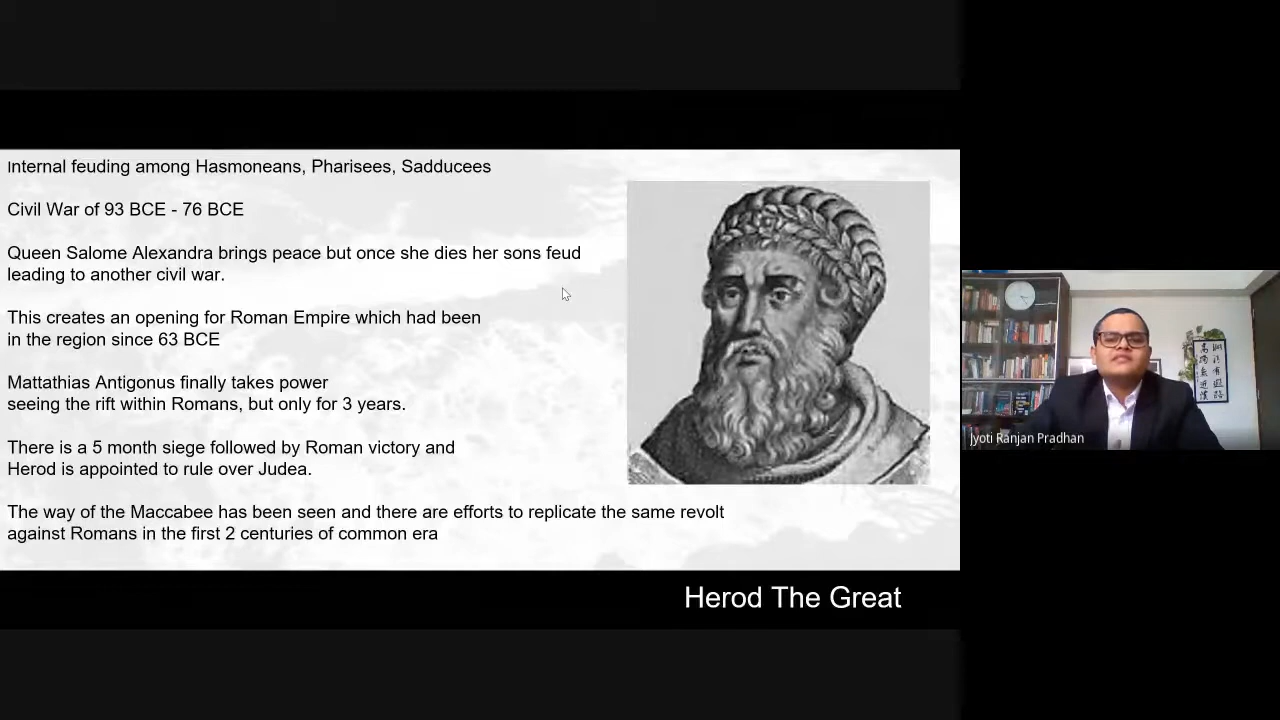 Internal feuding among Hasmoneans, Pharisees, Sadducees
Civil War of 93 BCE - 76 BCE
Queen Salome Alexandra brings peace but once she dies her sons feud
leading to another civil war.
This creates an opening for Roman Empire which had been
in the region since 63 BCE
Mattathias Antigonus finally takes power
seeing the rift within Romans, but only for 3 years.
There is a 5 month siege followed by Roman victory and
Herod is appointed to rule over Judea.
The way of the Maccabee has been seen and there are efforts to replicate the same revolt
against Romans in the first 2 centuries of common era
Herod The Great
Jyoti Ranjan Pradhan